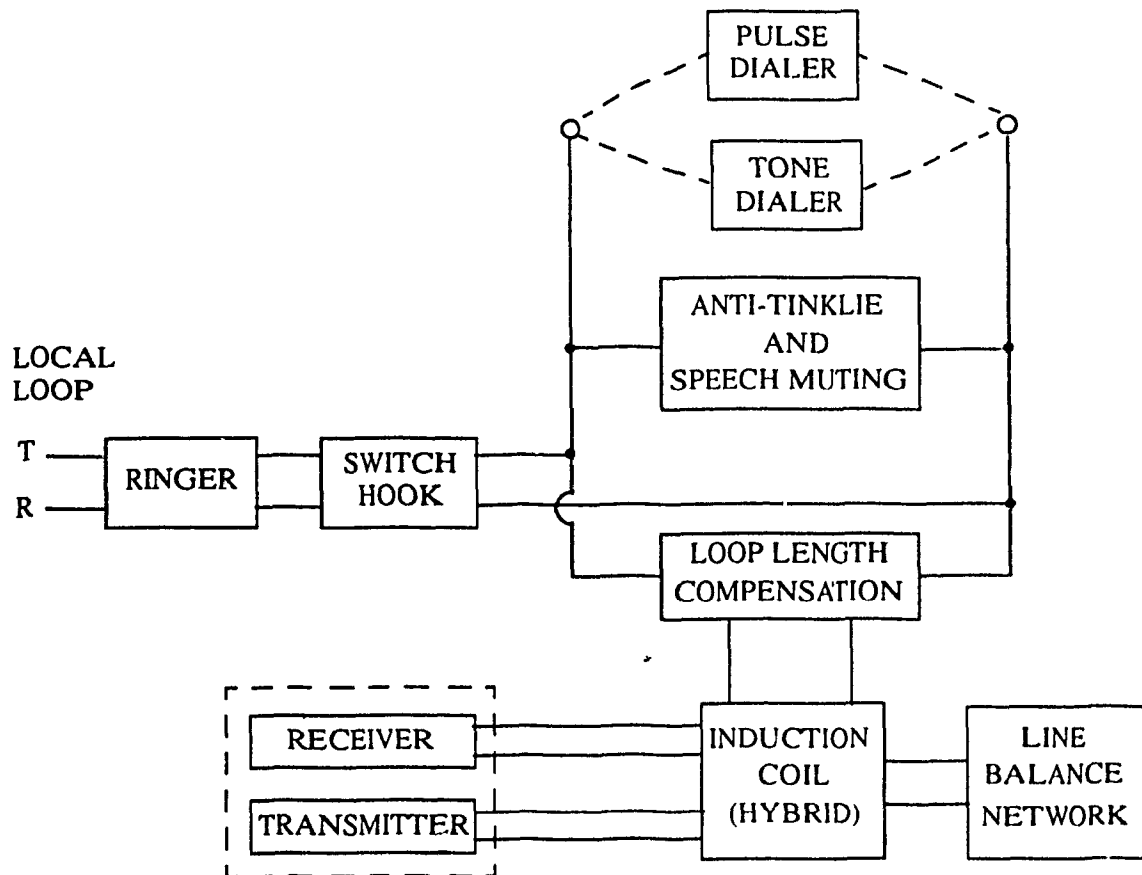 PULSE
DIALER
TONE
DIALER
ANTI-TINKLIE
AND
SPEECH MUTING
LOCAL
LOOP
T
R
RINGER
SWITCH
HOOK
LOOP LENGTH
COMPENSATION
RECEIVER
TRANSMITTER
INDUCTION
COIL
(HYBRID)
LINE
BALANCE
NETWORK